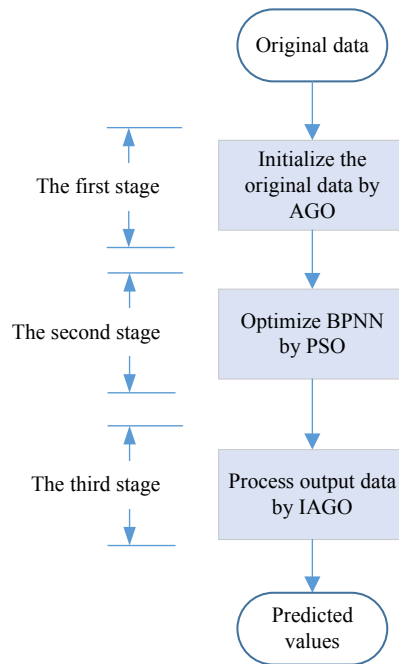 Original data
The first stage
Initialize the
original data by
AGO
The second stage
Optimize BPNN
by PSO
The third stage
Process output data
by IAGO
Predicted
values